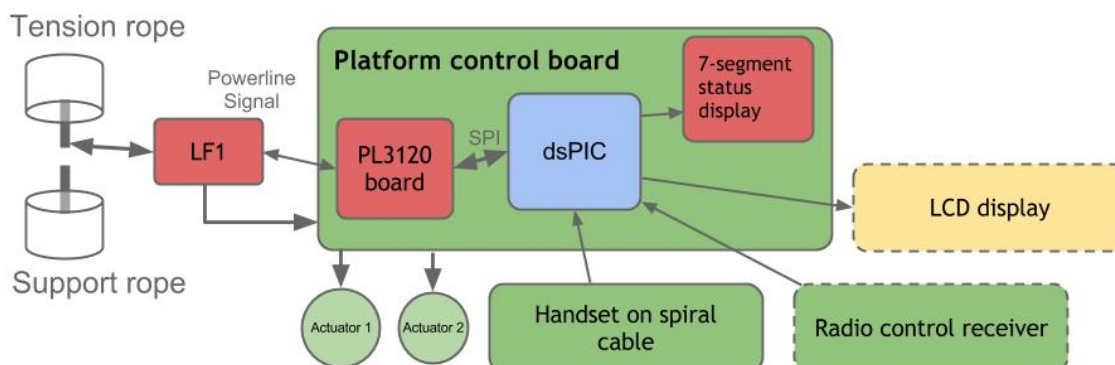 Tension rope
Powerline
Signal
LF1
Support rope
Platform control board
7-segment
status
display
SPI
PL3120
board
dsPIC
LCD display
Actuator 1
Actuator 2
Handset on spiral
cable
Radio control receiver